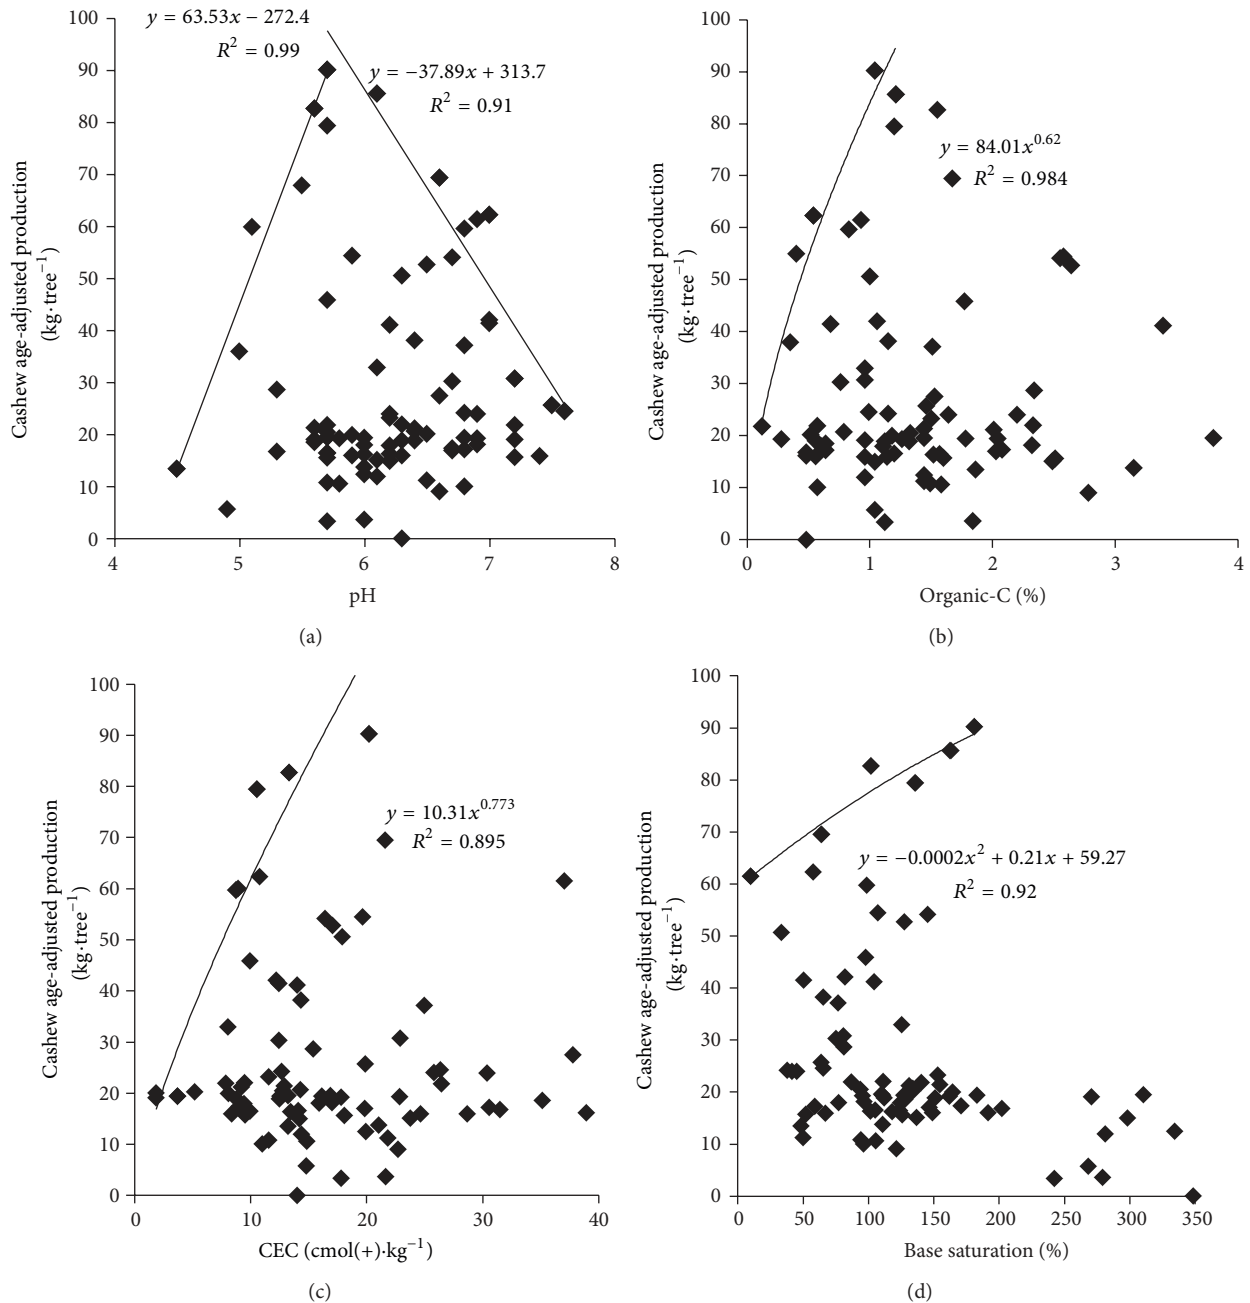 100
90
80
70
60
50
40
30
20
10
0
4
5
6
7
8
Cashew age-adjusted production
(kg·tree⁻¹)
pH
y = 63.53x − 272.4
R² = 0.99
y = −37.89x + 313.7
R² = 0.91
(a)
100
90
80
70
60
50
40
30
20
10
0
0
1
2
3
4
Cashew age-adjusted production
(kg·tree⁻¹)
Organic-C (%)
y = 84.01x^0.62
R² = 0.984
(b)
100
90
80
70
60
50
40
30
20
10
0
0
10
20
30
40
Cashew age-adjusted production
(kg·tree⁻¹)
CEC (cmol(+)·kg⁻¹)
y = 10.31x^0.773
R² = 0.895
(c)
100
90
80
70
60
50
40
30
20
10
0
0
50
100
150
200
250
300
350
Cashew age-adjusted production
(kg·tree⁻¹)
Base saturation (%)
y = −0.0002x² + 0.21x + 59.27
R² = 0.92
(d)